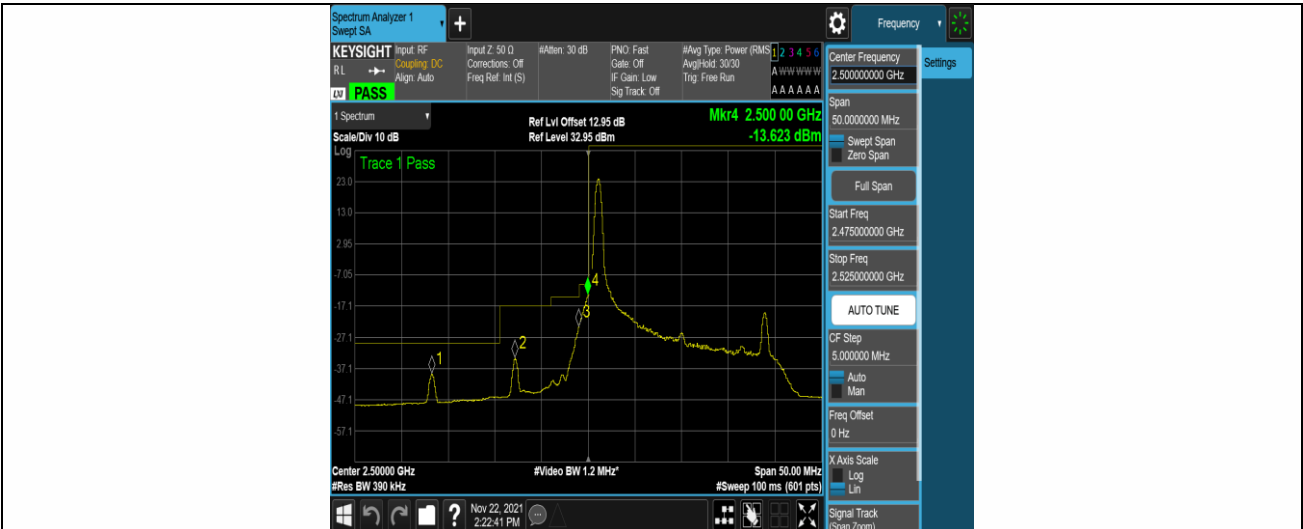 Spectrum Analyzer 1
Swept SA
Frequency
KEYSIGHT
RL
PASS
Input: RF
Coupling: DC
Align: Auto
Input Z: 50 Ω
Corrections: Off
Freq Ref: Int (S)
#Atten: 30 dB
PNO: Fast
Gate: Off
IF Gain: Low
Sig Track: Off
#Avg Type: Power (RMS
Avg|Hold: 30/30
Trig: Free Run
1 2 3 4 5 6
A W W W W W
A A A A A A
1 Spectrum
Scale/Div 10 dB
Ref Lvl Offset 12.95 dB
Ref Level 32.95 dBm
Mkr4 2.500 00 GHz
-13.623 dBm
Log
Trace 1 Pass
23.0
13.0
2.95
-7.05
-17.1
-27.1
-37.1
-47.1
-57.1
1
2
3
4
Center 2.50000 GHz
#Res BW 390 kHz
#Video BW 1.2 MHz*
Span 50.00 MHz
#Sweep 100 ms (601 pts)
Nov 22, 2021
2:22:41 PM
Center Frequency
2.500000000 GHz
Settings
Span
50.0000000 MHz
Swept Span
Zero Span
Full Span
Start Freq
2.475000000 GHz
Stop Freq
2.525000000 GHz
AUTO TUNE
CF Step
5.000000 MHz
Auto
Man
Freq Offset
0 Hz
X Axis Scale
Log
Lin
Signal Track
(Span Zoom)